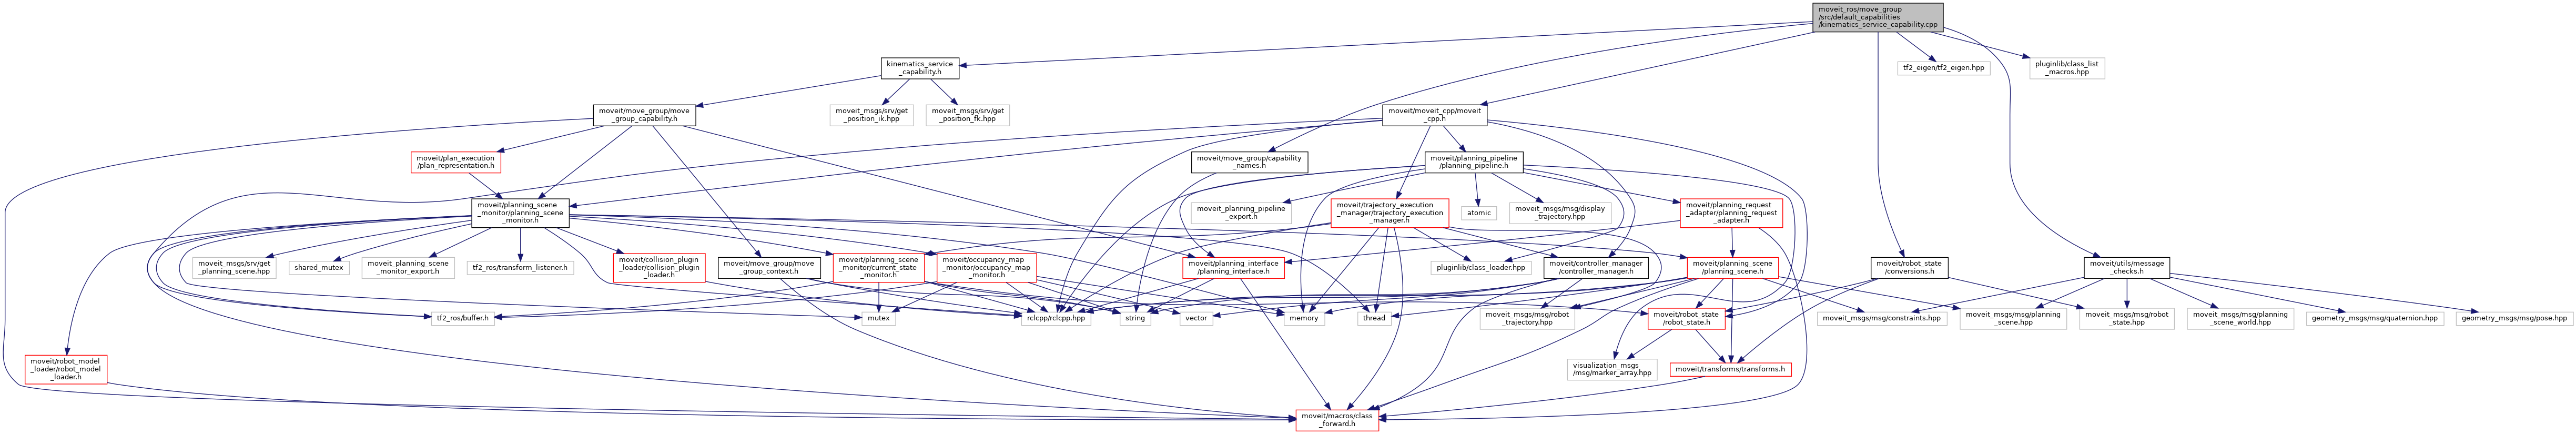 moveit_ros/move_group
/src/default_capabilities
/kinematics_service_capability.cpp
kinematics_service
_capability.h
tf2_eigen/tf2_eigen.hpp
pluginlib/class_list
_macros.hpp
moveit/move_group/move
_group_capability.h
moveit_msgs/srv/get
_position_ik.hpp
moveit_msgs/srv/get
_position_fk.hpp
moveit/moveit_cpp/moveit
_cpp.h
moveit/plan_execution
/plan_representation.h
moveit/move_group/capability
_names.h
moveit/planning_pipeline
/planning_pipeline.h
moveit/planning_scene
_monitor/planning_scene
_monitor.h
moveit_planning_pipeline
_export.h
moveit/trajectory_execution
_manager/trajectory_execution
_manager.h
atomic
moveit_msgs/msg/display
_trajectory.hpp
moveit/planning_request
_adapter/planning_request
_adapter.h
moveit_msgs/srv/get
_planning_scene.hpp
shared_mutex
moveit_planning_scene
_monitor_export.h
tf2_ros/transform_listener.h
moveit/collision_plugin
_loader/collision_plugin
_loader.h
moveit/move_group/move
_group_context.h
moveit/planning_scene
_monitor/current_state
_monitor.h
moveit/occupancy_map
_monitor/occupancy_map
_monitor.h
moveit/planning_interface
/planning_interface.h
pluginlib/class_loader.hpp
moveit/controller_manager
/controller_manager.h
moveit/planning_scene
/planning_scene.h
moveit/robot_state
/conversions.h
moveit/utils/message
_checks.h
tf2_ros/buffer.h
mutex
rclcpp/rclcpp.hpp
string
vector
memory
thread
moveit_msgs/msg/robot
_trajectory.hpp
moveit/robot_state
/robot_state.h
moveit_msgs/msg/constraints.hpp
moveit_msgs/msg/planning
_scene.hpp
moveit_msgs/msg/robot
_state.hpp
moveit_msgs/msg/planning
_scene_world.hpp
geometry_msgs/msg/quaternion.hpp
geometry_msgs/msg/pose.hpp
moveit/robot_model
_loader/robot_model
_loader.h
visualization_msgs
/msg/marker_array.hpp
moveit/transforms/transforms.h
moveit/macros/class
_forward.h